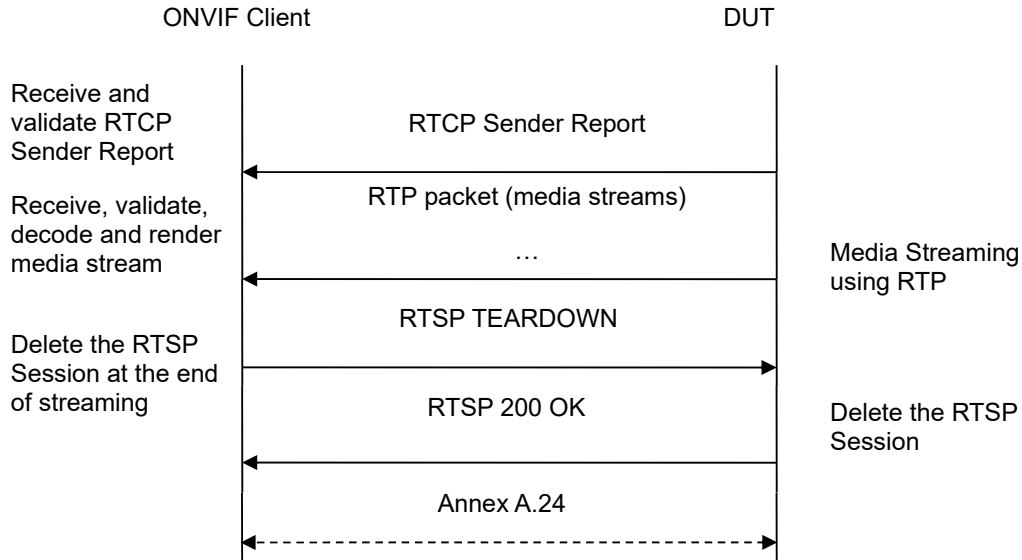 ONVIF Client
DUT
Receive and
validate RTCP
Sender Report
RTCP Sender Report
RTP packet (media streams)
Receive, validate,
decode and render
media stream
…
Media Streaming
using RTP
RTSP TEARDOWN
Delete the RTSP
Session at the end
of streaming
RTSP 200 OK
Delete the RTSP
Session
Annex A.24